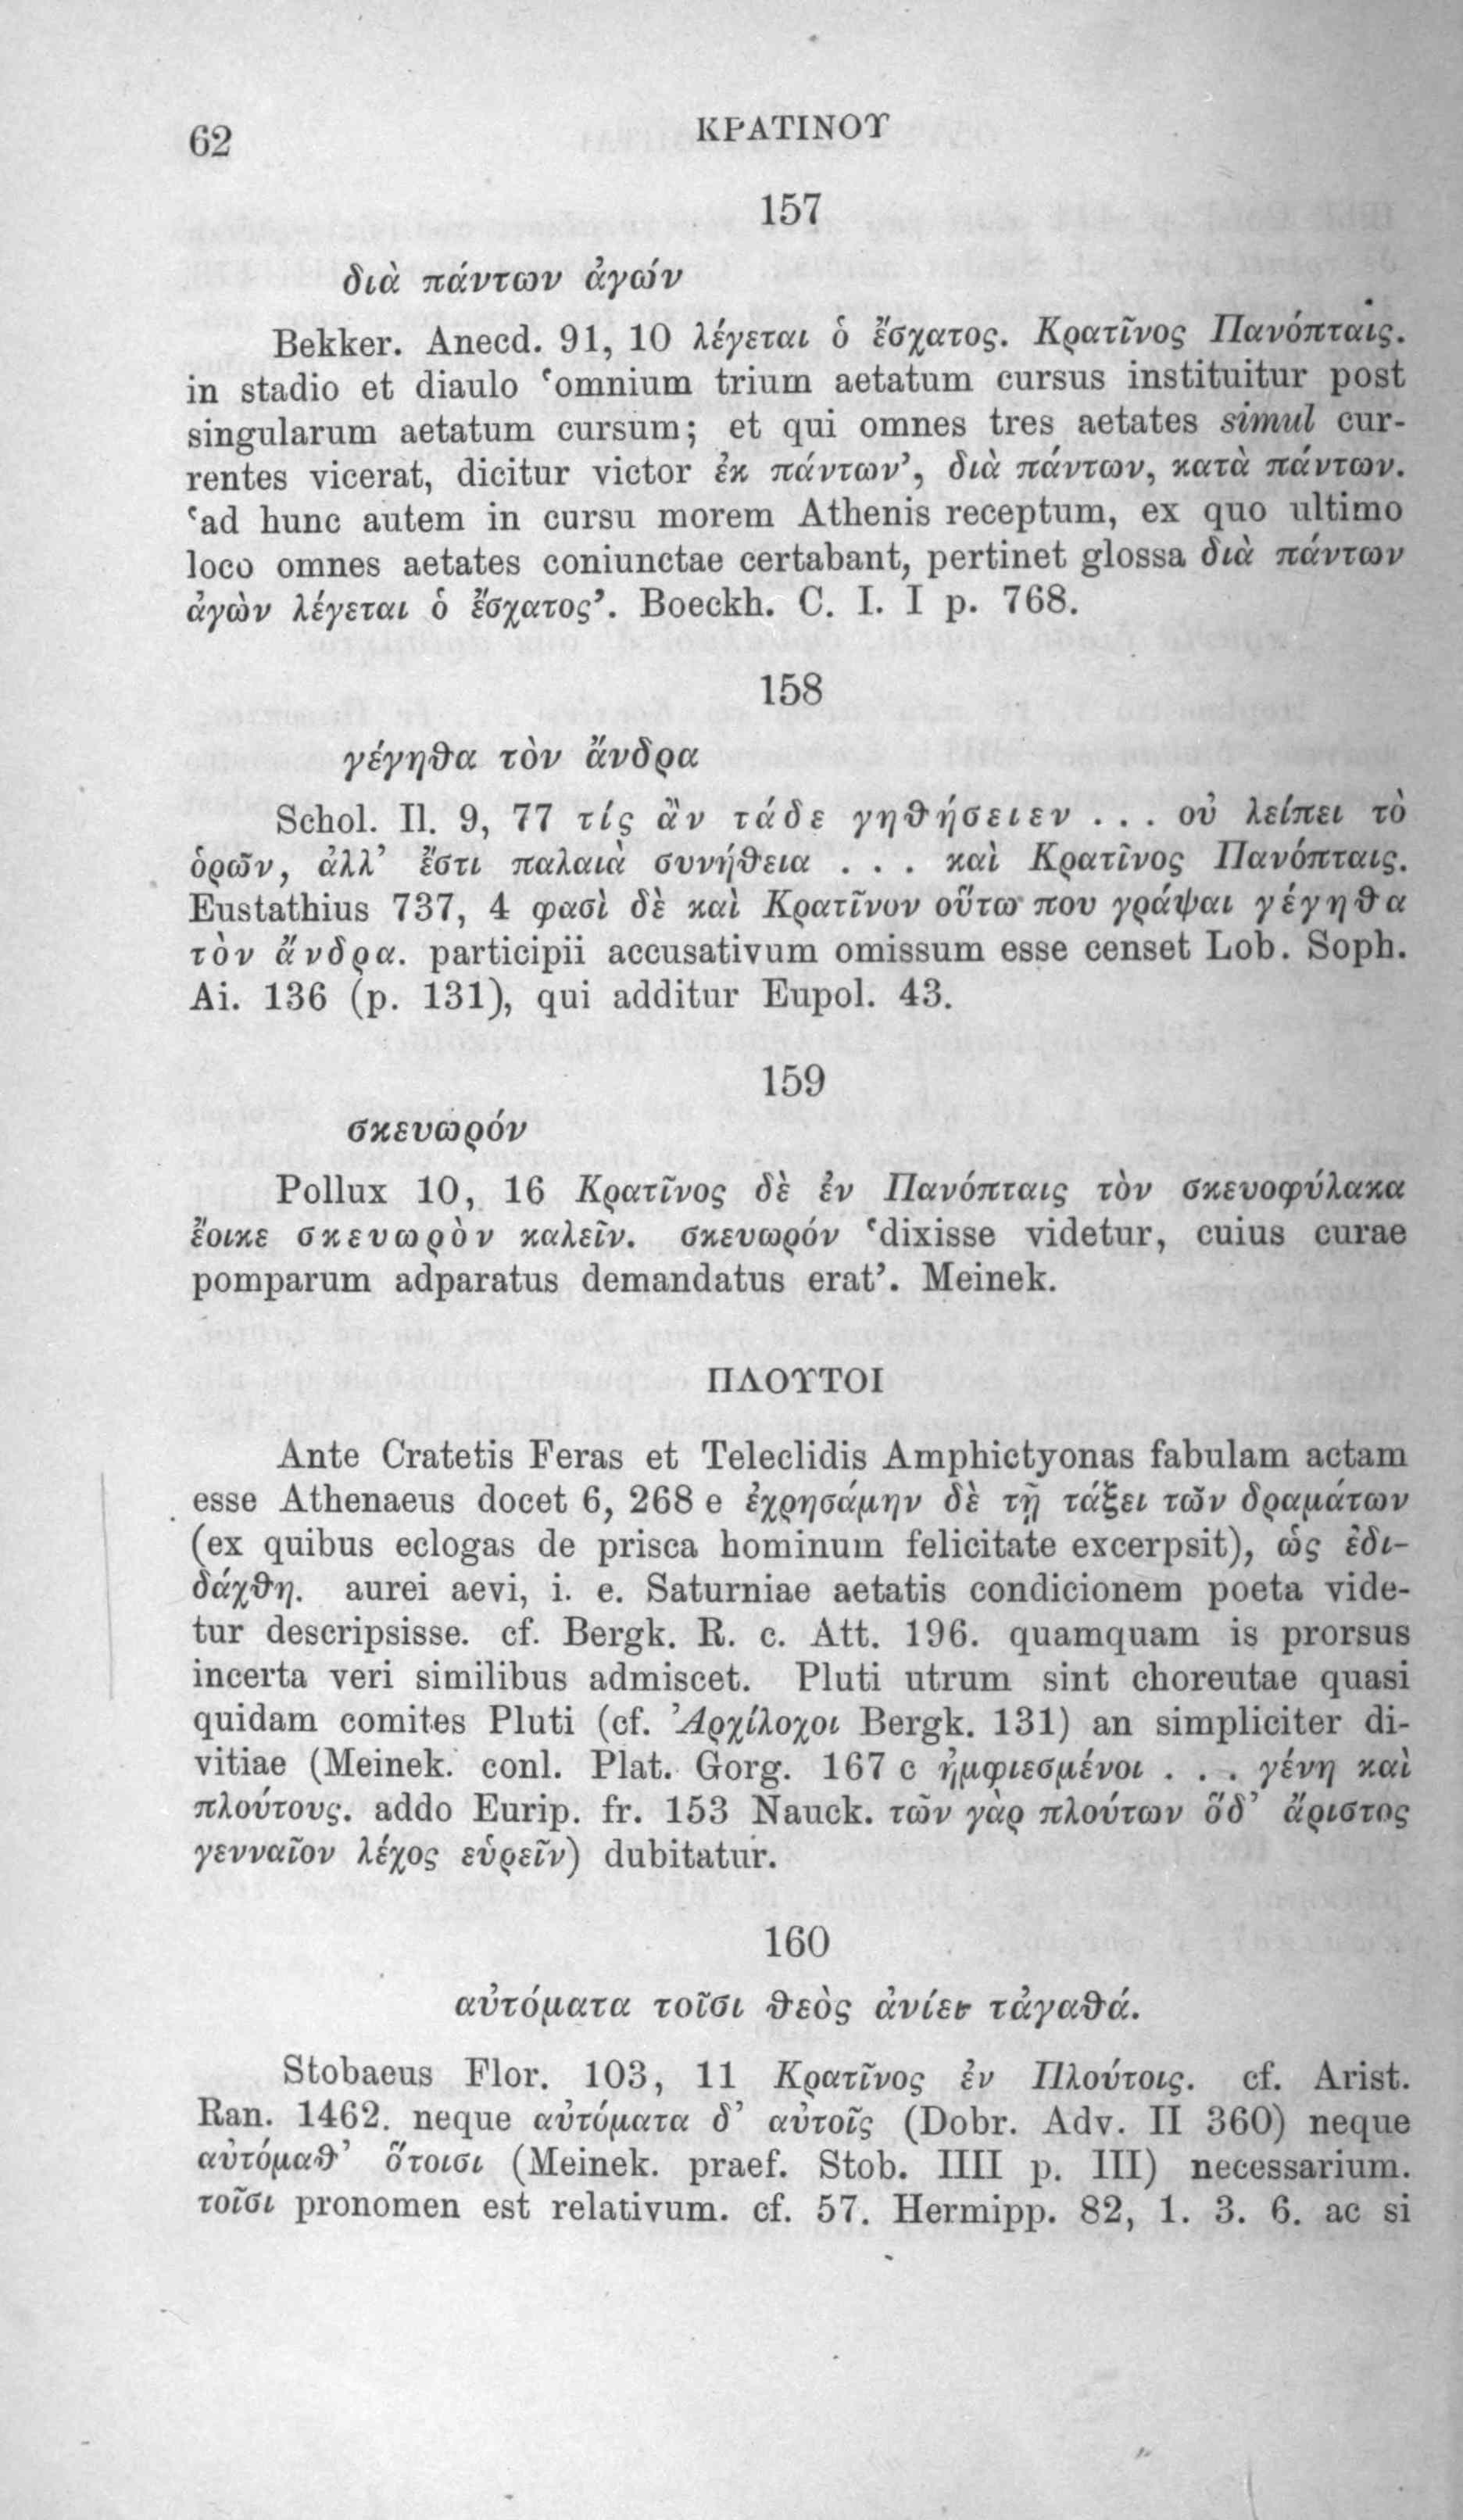 62
ΚΡΑΤΙΝΟΥ
157
διὰ πάντων ἀγών
Bekker. Anecd. 91, 10 λέγεται ὁ ἔσχατος. Κρατῖνος Πανόπταις.
in stadio et diaulo ‘omnium trium aetatum cursus instituitur post
singularum aetatum cursum; et qui omnes tres aetates simul cur-
rentes vicerat, dicitur victor ἐκ πάντων’, διὰ πάντων, κατὰ πάντων.
‘ad hunc autem in cursu morem Athenis receptum, ex quo ultimo
loco omnes aetates coniunctae certabant, pertinet glossa διὰ πάντων
ἀγὼν λέγεται ὁ ἔσχατος’. Boeckh. C. I. I p. 768.
158
γέγηθα τὸν ἄνδρα
Schol. Il. 9, 77 τίς ἂν τάδε γηθήσειεν . . . οὐ λείπει τὸ
ὁρῶν, ἀλλ’ ἔστι παλαιὰ συνήθεια . . . καὶ Κρατῖνος Πανόπταις.
Eustathius 737, 4 φασὶ δὲ καὶ Κρατῖνον οὕτω που γράψαι γέγηθα
τὸν ἄνδρα. participii accusativum omissum esse censet Lob. Soph.
Ai. 136 (p. 131), qui additur Eupol. 43.
159
σκευωρόν
Pollux 10, 16 Κρατῖνος δὲ ἐν Πανόπταις τὸν σκευοφύλακα
ἔοικε σκευωρὸν καλεῖν. σκευωρόν ‘dixisse videtur, cuius curae
pomparum adparatus demandatus erat’. Meinek.
ΠΛΟΥΤΟΙ
Ante Cratetis Feras et Teleclidis Amphictyonas fabulam actam
esse Athenaeus docet 6, 268 e ἐχρησάμην δὲ τῇ τάξει τῶν δραμάτων
(ex quibus eclogas de prisca hominum felicitate excerpsit), ὡς ἐδι-
δάχθη. aurei aevi, i. e. Saturniae aetatis condicionem poeta vide-
tur descripsisse. cf. Bergk. R. c. Att. 196. quamquam is prorsus
incerta veri similibus admiscet. Pluti utrum sint choreutae quasi
quidam comites Pluti (cf. Ἀρχίλοχοι Bergk. 131) an simpliciter di-
vitiae (Meinek. conl. Plat. Gorg. 167 c ἠμφιεσμένοι . . . γένη καὶ
πλούτους. addo Eurip. fr. 153 Nauck. τῶν γὰρ πλούτων ὅδ’ ἄριστος
γενναῖον λέχος εὑρεῖν) dubitatur.
160
αὐτόματα τοῖσι θεὸς ἀνίει τἀγαθά.
Stobaeus Flor. 103, 11 Κρατῖνος ἐν Πλούτοις. cf. Arist.
Ran. 1462. neque αὐτόματα δ’ αὐτοῖς (Dobr. Adv. II 360) neque
αὐτόμαθ’ ὅτοισι (Meinek. praef. Stob. IIII p. III) necessarium.
τοῖσι pronomen est relativum. cf. 57. Hermipp. 82, 1. 3. 6. ac si